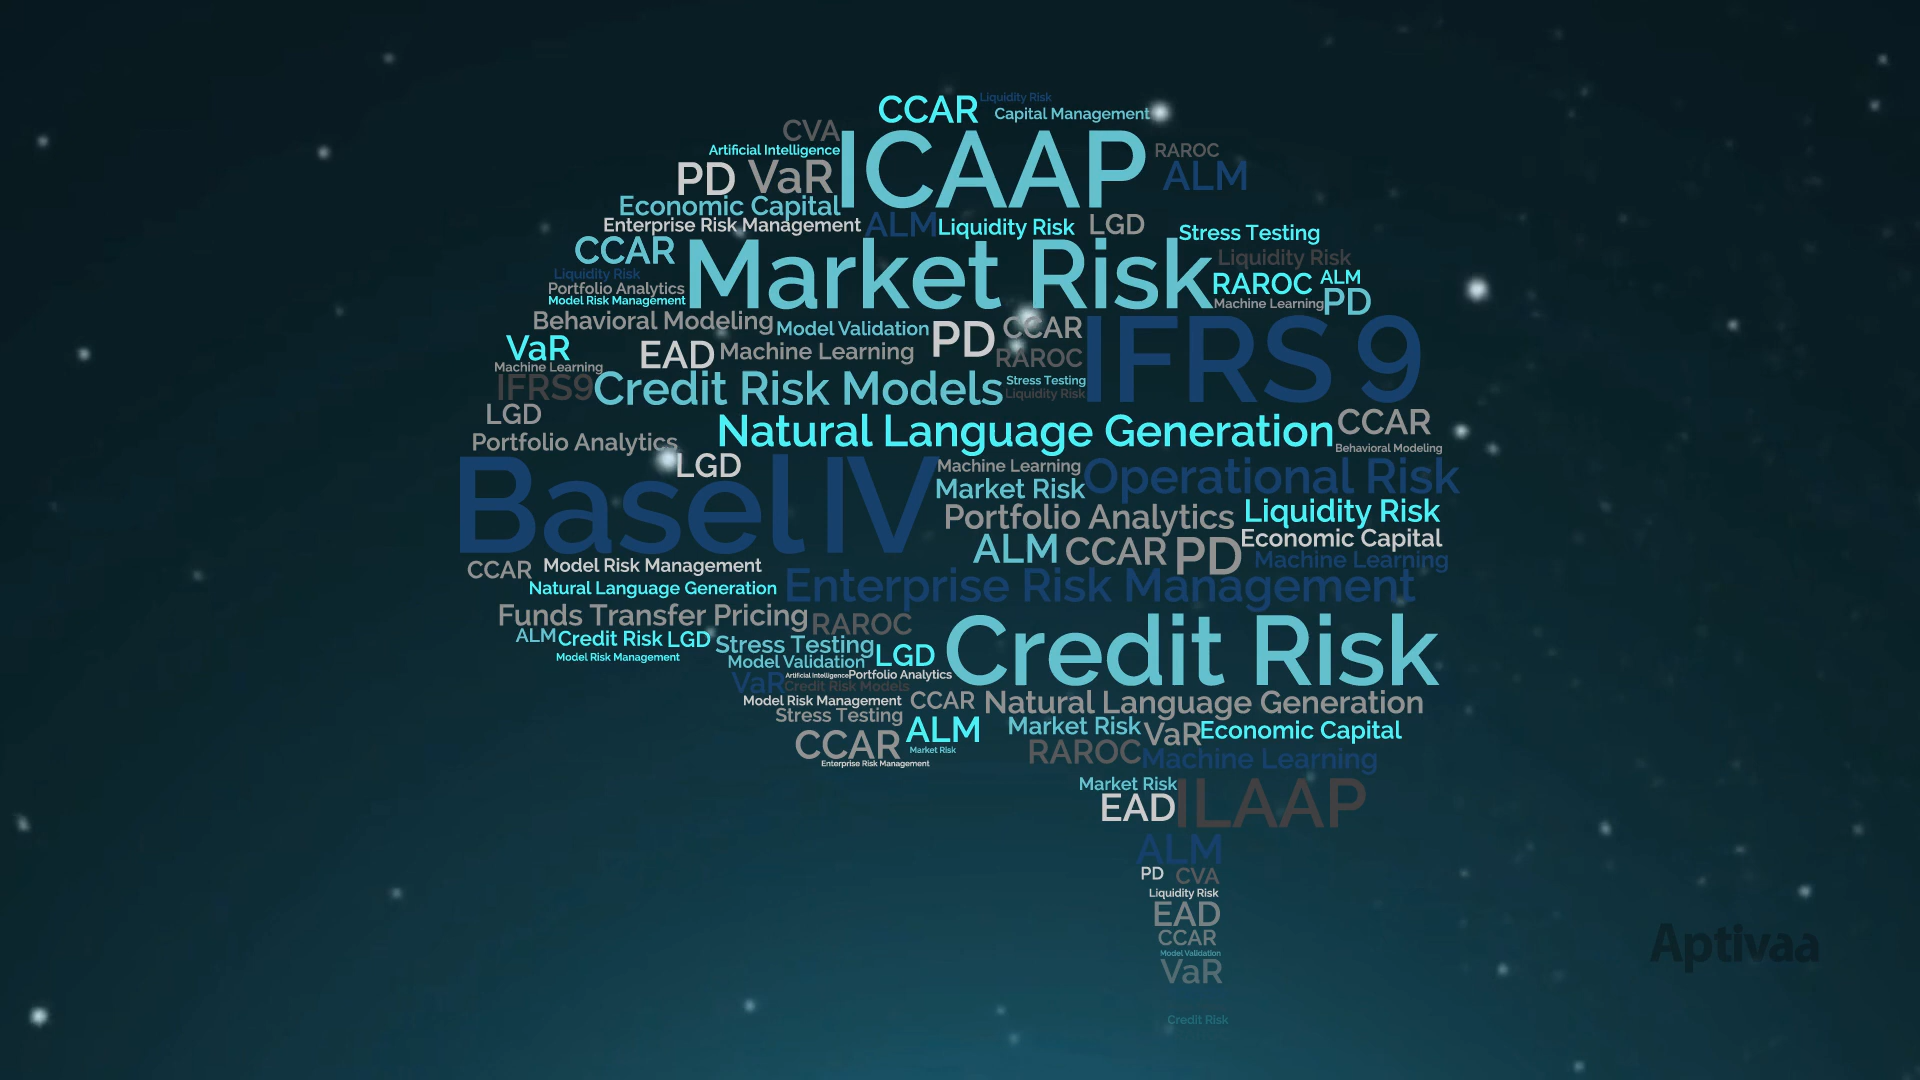 CCAR Liquidity Risk
Capital Management
CVA
Artificial Intelligence
ICAAP
RAROC
PD VaR
ALM
Economic Capital
Enterprise Risk Management
ALM Liquidity Risk LGD
Stress Testing
CCAR
Market Risk
Liquidity Risk
Liquidity Risk
RAROC ALM
Portfolio Analytics
Model Risk Management
Machine Learning PD
Behavioral Modeling Model Validation PD CCAR
IFRS 9
VaR EAD Machine Learning RAROC
Machine Learning
IFRS9 Credit Risk Models Stress Testing
Liquidity Risk
LGD
Natural Language Generation CCAR
Portfolio Analytics
Behavioral Modeling
LGD Machine Learning Operational Risk
Basel IV Market Risk
Portfolio Analytics Liquidity Risk
Economic Capital
ALM CCAR PD Machine Learning
CCAR Model Risk Management
Natural Language Generation Enterprise Risk Management
Funds Transfer Pricing RAROC
ALM Credit Risk LGD Stress Testing
Credit Risk
Model Risk Management Model Validation LGD
Artificial Intelligence Portfolio Analytics
VaR Credit Risk Models
Model Risk Management CCAR Natural Language Generation
Stress Testing
ALM Market Risk VaR Economic Capital
CCAR Market Risk
RAROC Machine Learning
Enterprise Risk Management
Market Risk
EAD ILAAP
ALM
PD CVA
Liquidity Risk
EAD
CCAR
Model Validation
VaR
Aptivaa
Credit Risk